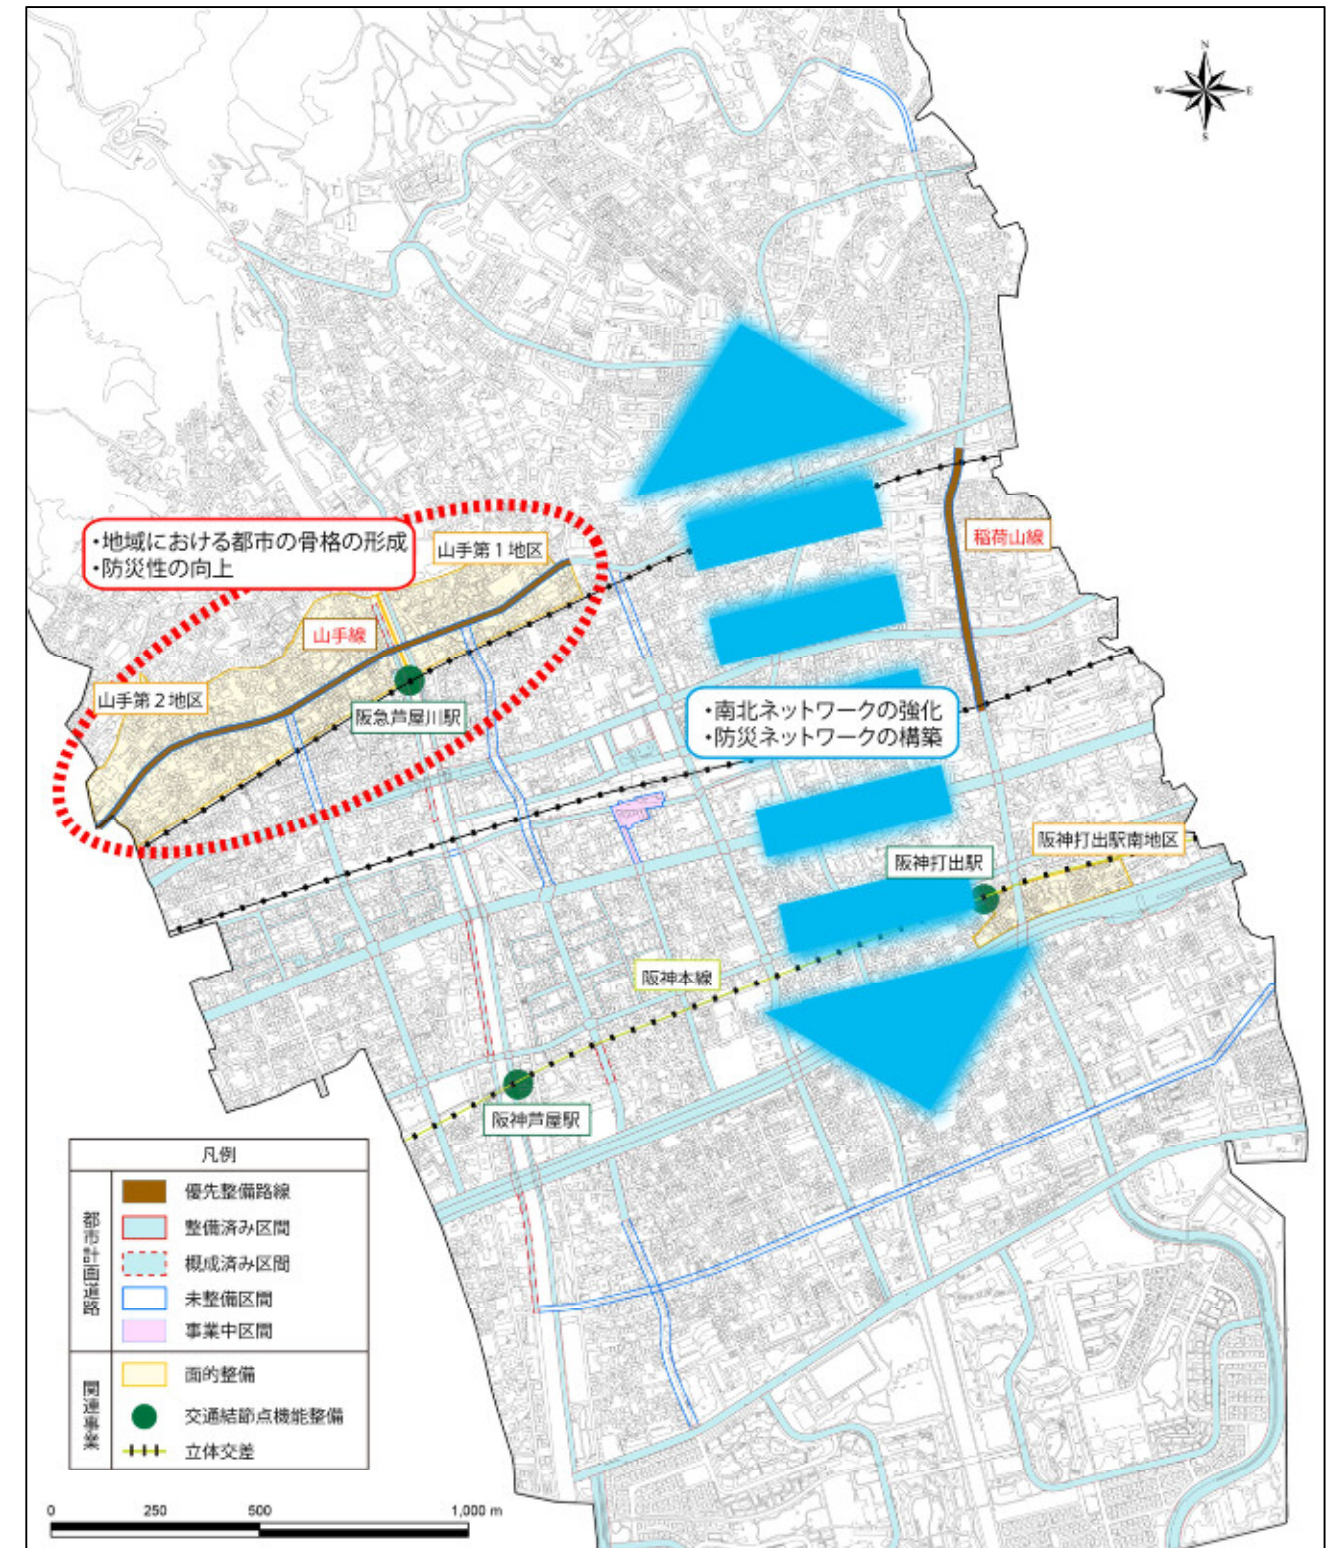 N
W
E
S
・地域における都市の骨格の形成
・防災性の向上
山手第1地区
稲荷山線
山手線
山手第2地区
阪急芦屋川駅
・南北ネットワークの強化
・防災ネットワークの構築
阪神打出駅南地区
阪神打出駅
阪神本線
阪神芦屋駅
凡例
都市計画道路
優先整備路線
整備済み区間
概成済み区間
未整備区間
事業中区間
関連事業
面的整備
交通結節点機能整備
立体交差
0 250 500 1,000 m